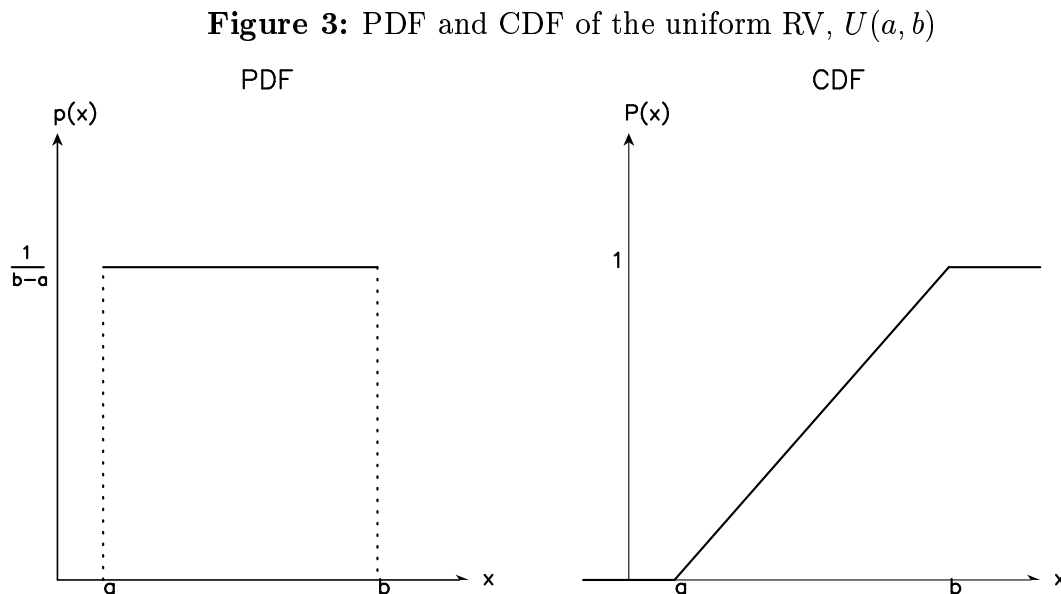 Figure 3: PDF and CDF of the uniform RV, U(a, b)
PDF
p(x)
1
b-a
a
b
x
CDF
P(x)
1
a
b
x